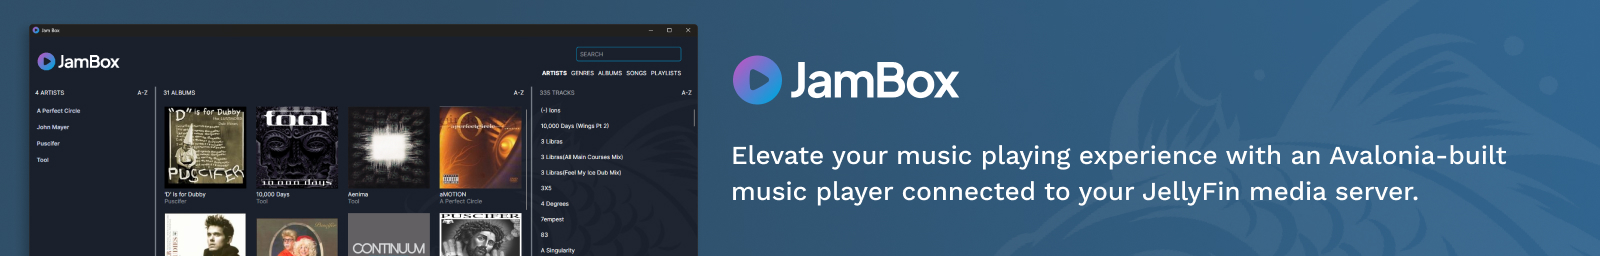 Jam Box
JamBox
SEARCH
ARTISTS GENRES ALBUMS SONGS PLAYLISTS
4 ARTISTS A-Z
A Perfect Circle
John Mayer
Puscifer
Tool
31 ALBUMS A-Z
"D" is for Dubby
PUSCIFER
TOOL
10,000 days
'D' Is for Dubby
Puscifer
10,000 Days
Tool
Aenima
Tool
aMOTION
A Perfect Circle
CONTINUUM
PUSCIFER
335 TRACKS A-Z
(-) Ions
10,000 Days (Wings Pt 2)
3 Libras
3 Libras(All Main Courses Mix)
3 Libras(Feel My Ice Dub Mix)
3X5
4 Degrees
7empest
83
A Singularity
JamBox
Elevate your music playing experience with an Avalonia-built
music player connected to your JellyFin media server.